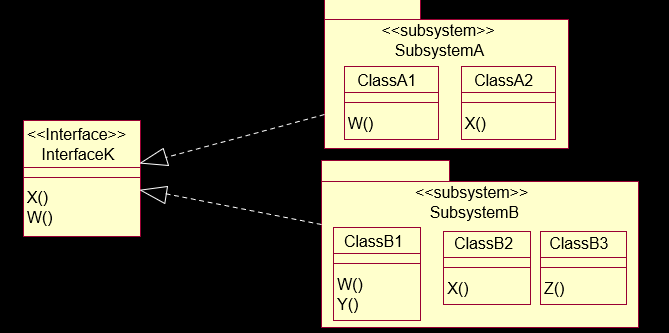 <<subsystem>>
SubsystemA
ClassA1
W()
ClassA2
X()
<<Interface>>
InterfaceK
X()
W()
<<subsystem>>
SubsystemB
ClassB1
W()
Y()
ClassB2
X()
ClassB3
Z()